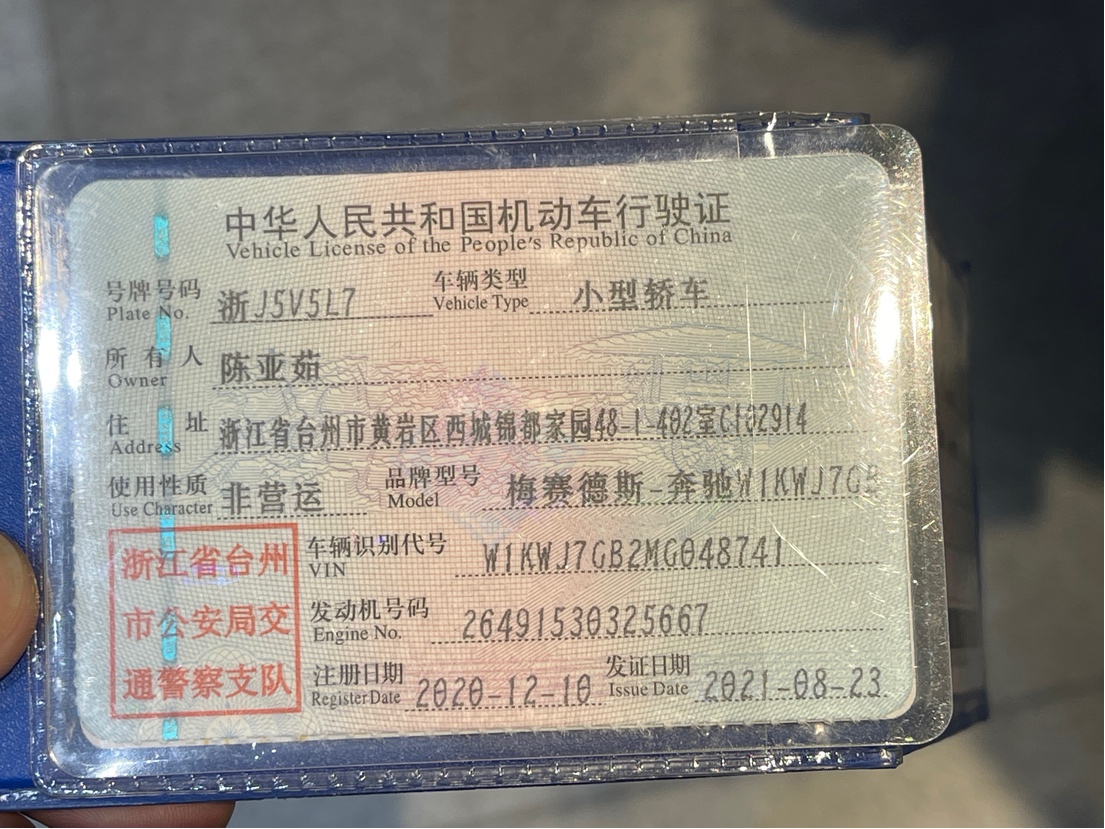 中华人民共和国机动车行驶证
Vehicle License of the People's Republic of China
号牌号码 Plate No. 浙J5V5L7 车辆类型 Vehicle Type 小型轿车
所有人 Owner 陈亚茹
住址 Address 浙江省台州市黄岩区西城锦都家园48-1-402室C102914
使用性质 Use Character 非营运 品牌型号 Model 梅赛德斯-奔驰W1KWJ7GB
浙江省台州
市公安局交
通警察支队
车辆识别代号 VIN W1KWJ7GB2MG048741
发动机号码 Engine No. 26491530325667
注册日期 Register Date 2020-12-10 发证日期 Issue Date 2021-08-23